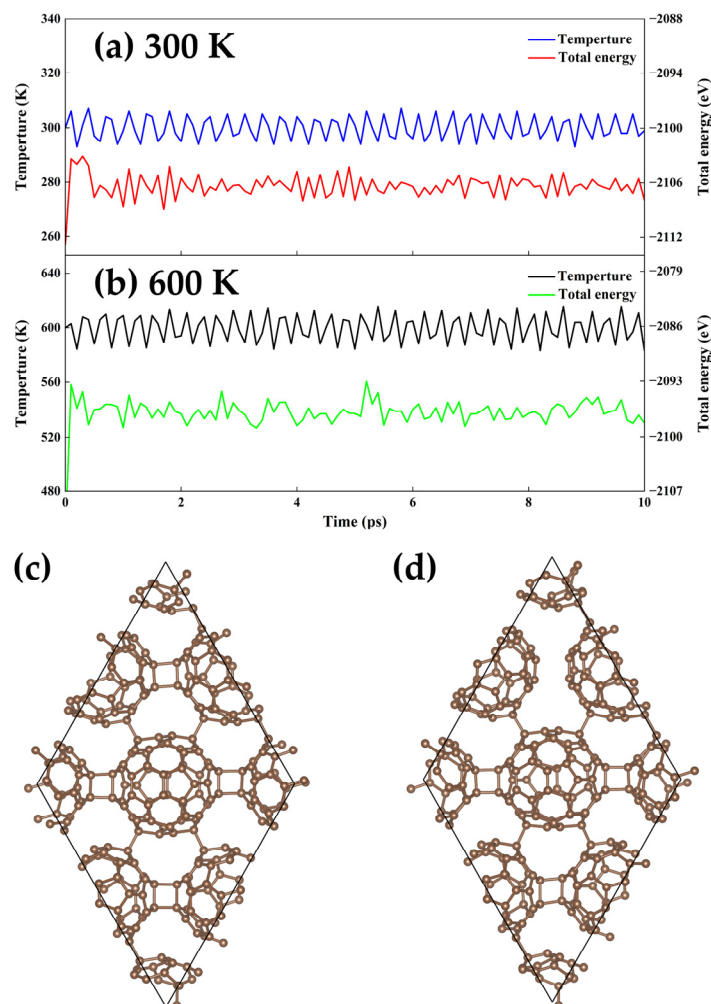 (a) 300 K
Temperture
Total energy
Temperture (K)
340
320
300
280
260
−2088
−2094
−2100
−2106
−2112
Total energy (eV)
(b) 600 K
Temperture
Total energy
Temperture (K)
640
600
560
520
480
−2079
−2086
−2093
−2100
−2107
Total energy (eV)
0
2
4
6
8
10
Time (ps)
(c)
(d)